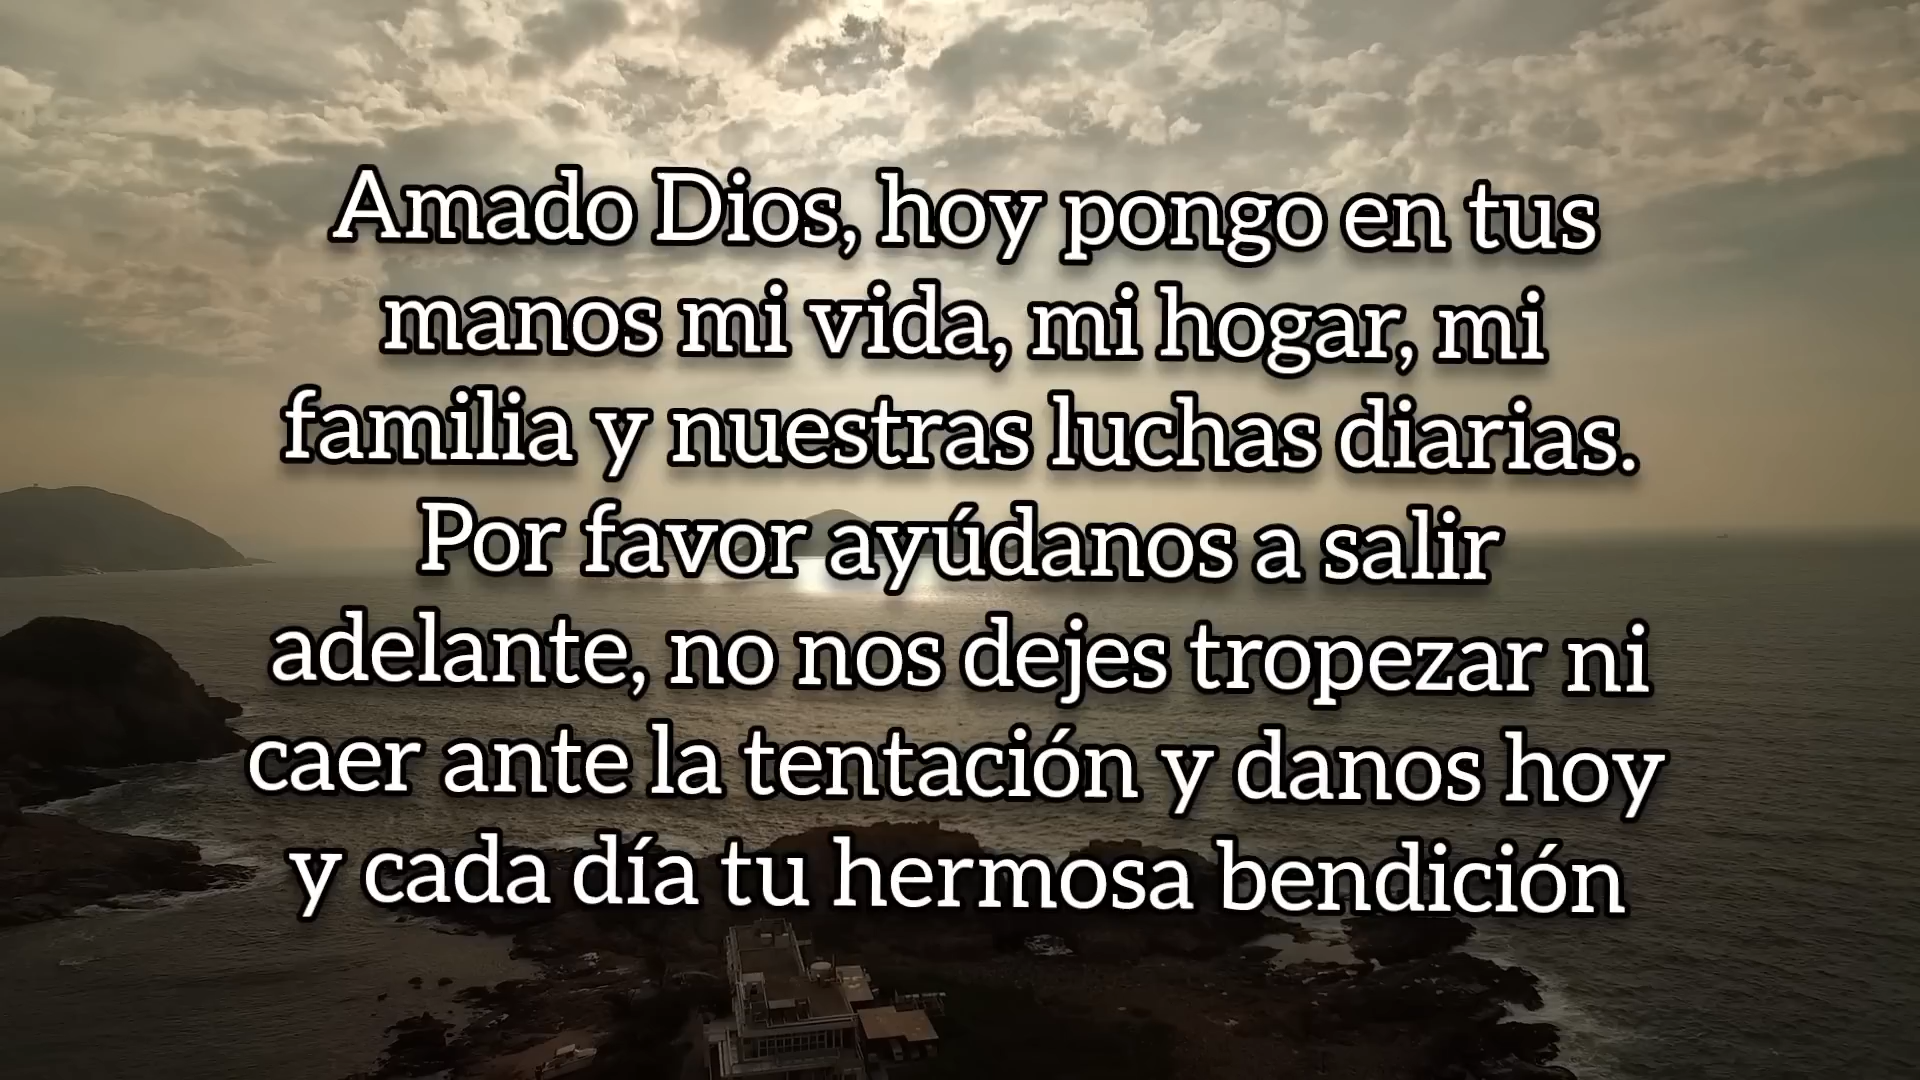 Amado Dios, hoy pongo en tus
manos mi vida, mi hogar, mi
familia y nuestras luchas diarias.
Por favor ayúdanos a salir
adelante, no nos dejes tropezar ni
caer ante la tentación y danos hoy
y cada día tu hermosa bendición